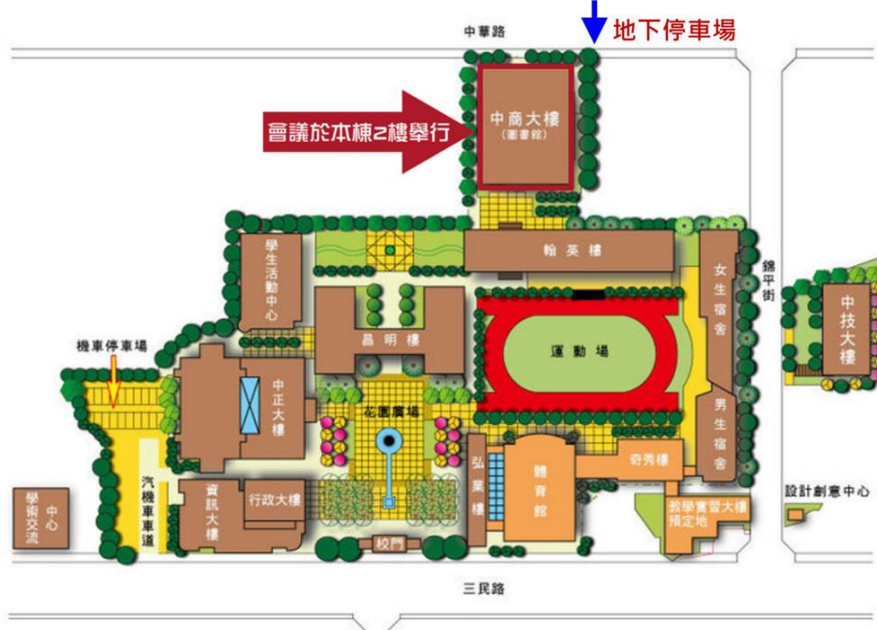 中華路
地下停車場
中商大樓
(圖書館)
會議於本棟2樓舉行
學生活動中心
翰英樓
女生宿舍
錦平街
中技大樓
昌明樓
運動場
機車停車場
中正大樓
花園廣場
男生宿舍
弘業樓
體育館
奇秀樓
設計創意中心
學術交流
中心
汽機車車道
資訊大樓
行政大樓
教學實習大樓
預定地
校門
三民路